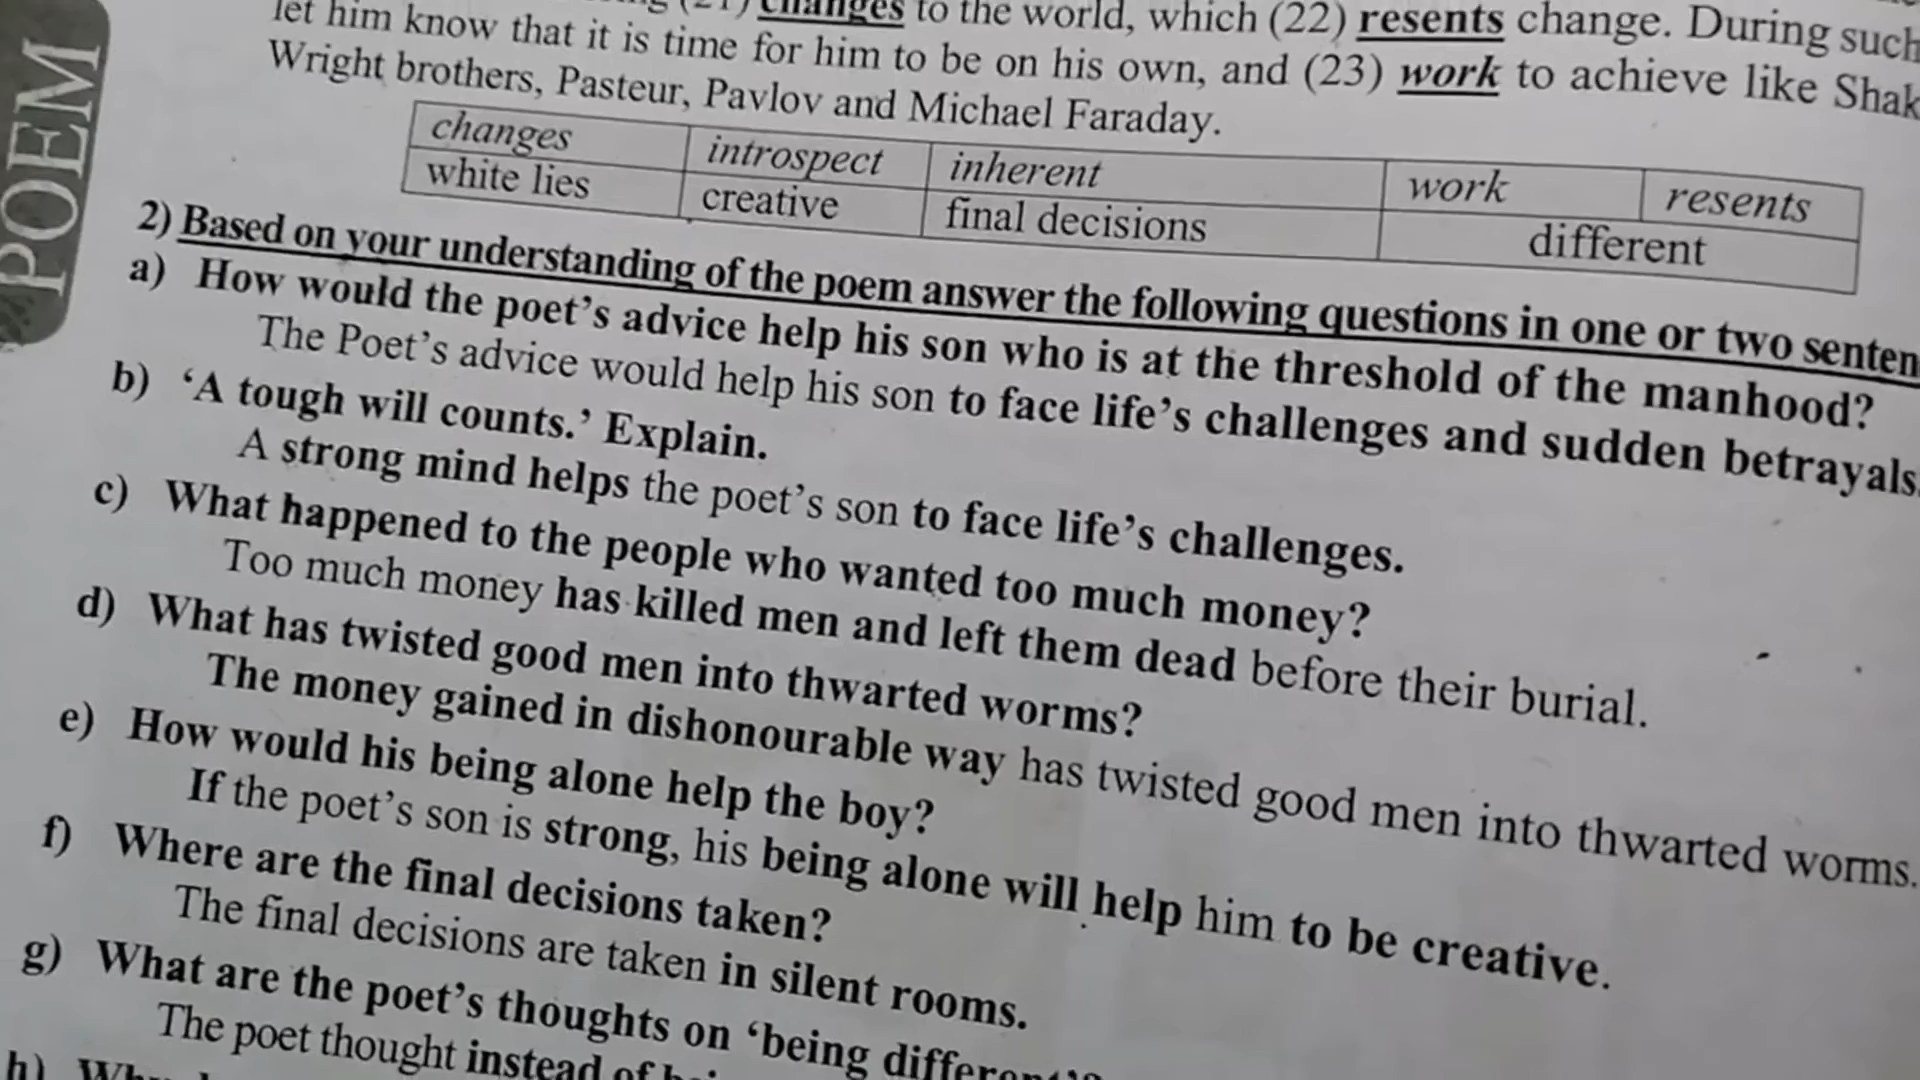 POEM
(21) changes to the world, which (22) resents change. During such
let him know that it is time for him to be on his own, and (23) work to achieve like Shak
Wright brothers, Pasteur, Pavlov and Michael Faraday.
changes introspect inherent work resents
white lies creative final decisions different
2) Based on your understanding of the poem answer the following questions in one or two senten
a) How would the poet's advice help his son who is at the threshold of the manhood?
The Poet's advice would help his son to face life's challenges and sudden betrayals.
b) ‘A tough will counts.’ Explain.
A strong mind helps the poet's son to face life's challenges.
c) What happened to the people who wanted too much money?
Too much money has killed men and left them dead before their burial.
d) What has twisted good men into thwarted worms?
The money gained in dishonourable way has twisted good men into thwarted worms.
e) How would his being alone help the boy?
If the poet's son is strong, his being alone will help him to be creative.
f) Where are the final decisions taken?
The final decisions are taken in silent rooms.
g) What are the poet's thoughts on ‘being different’?
The poet thought instead of
h)